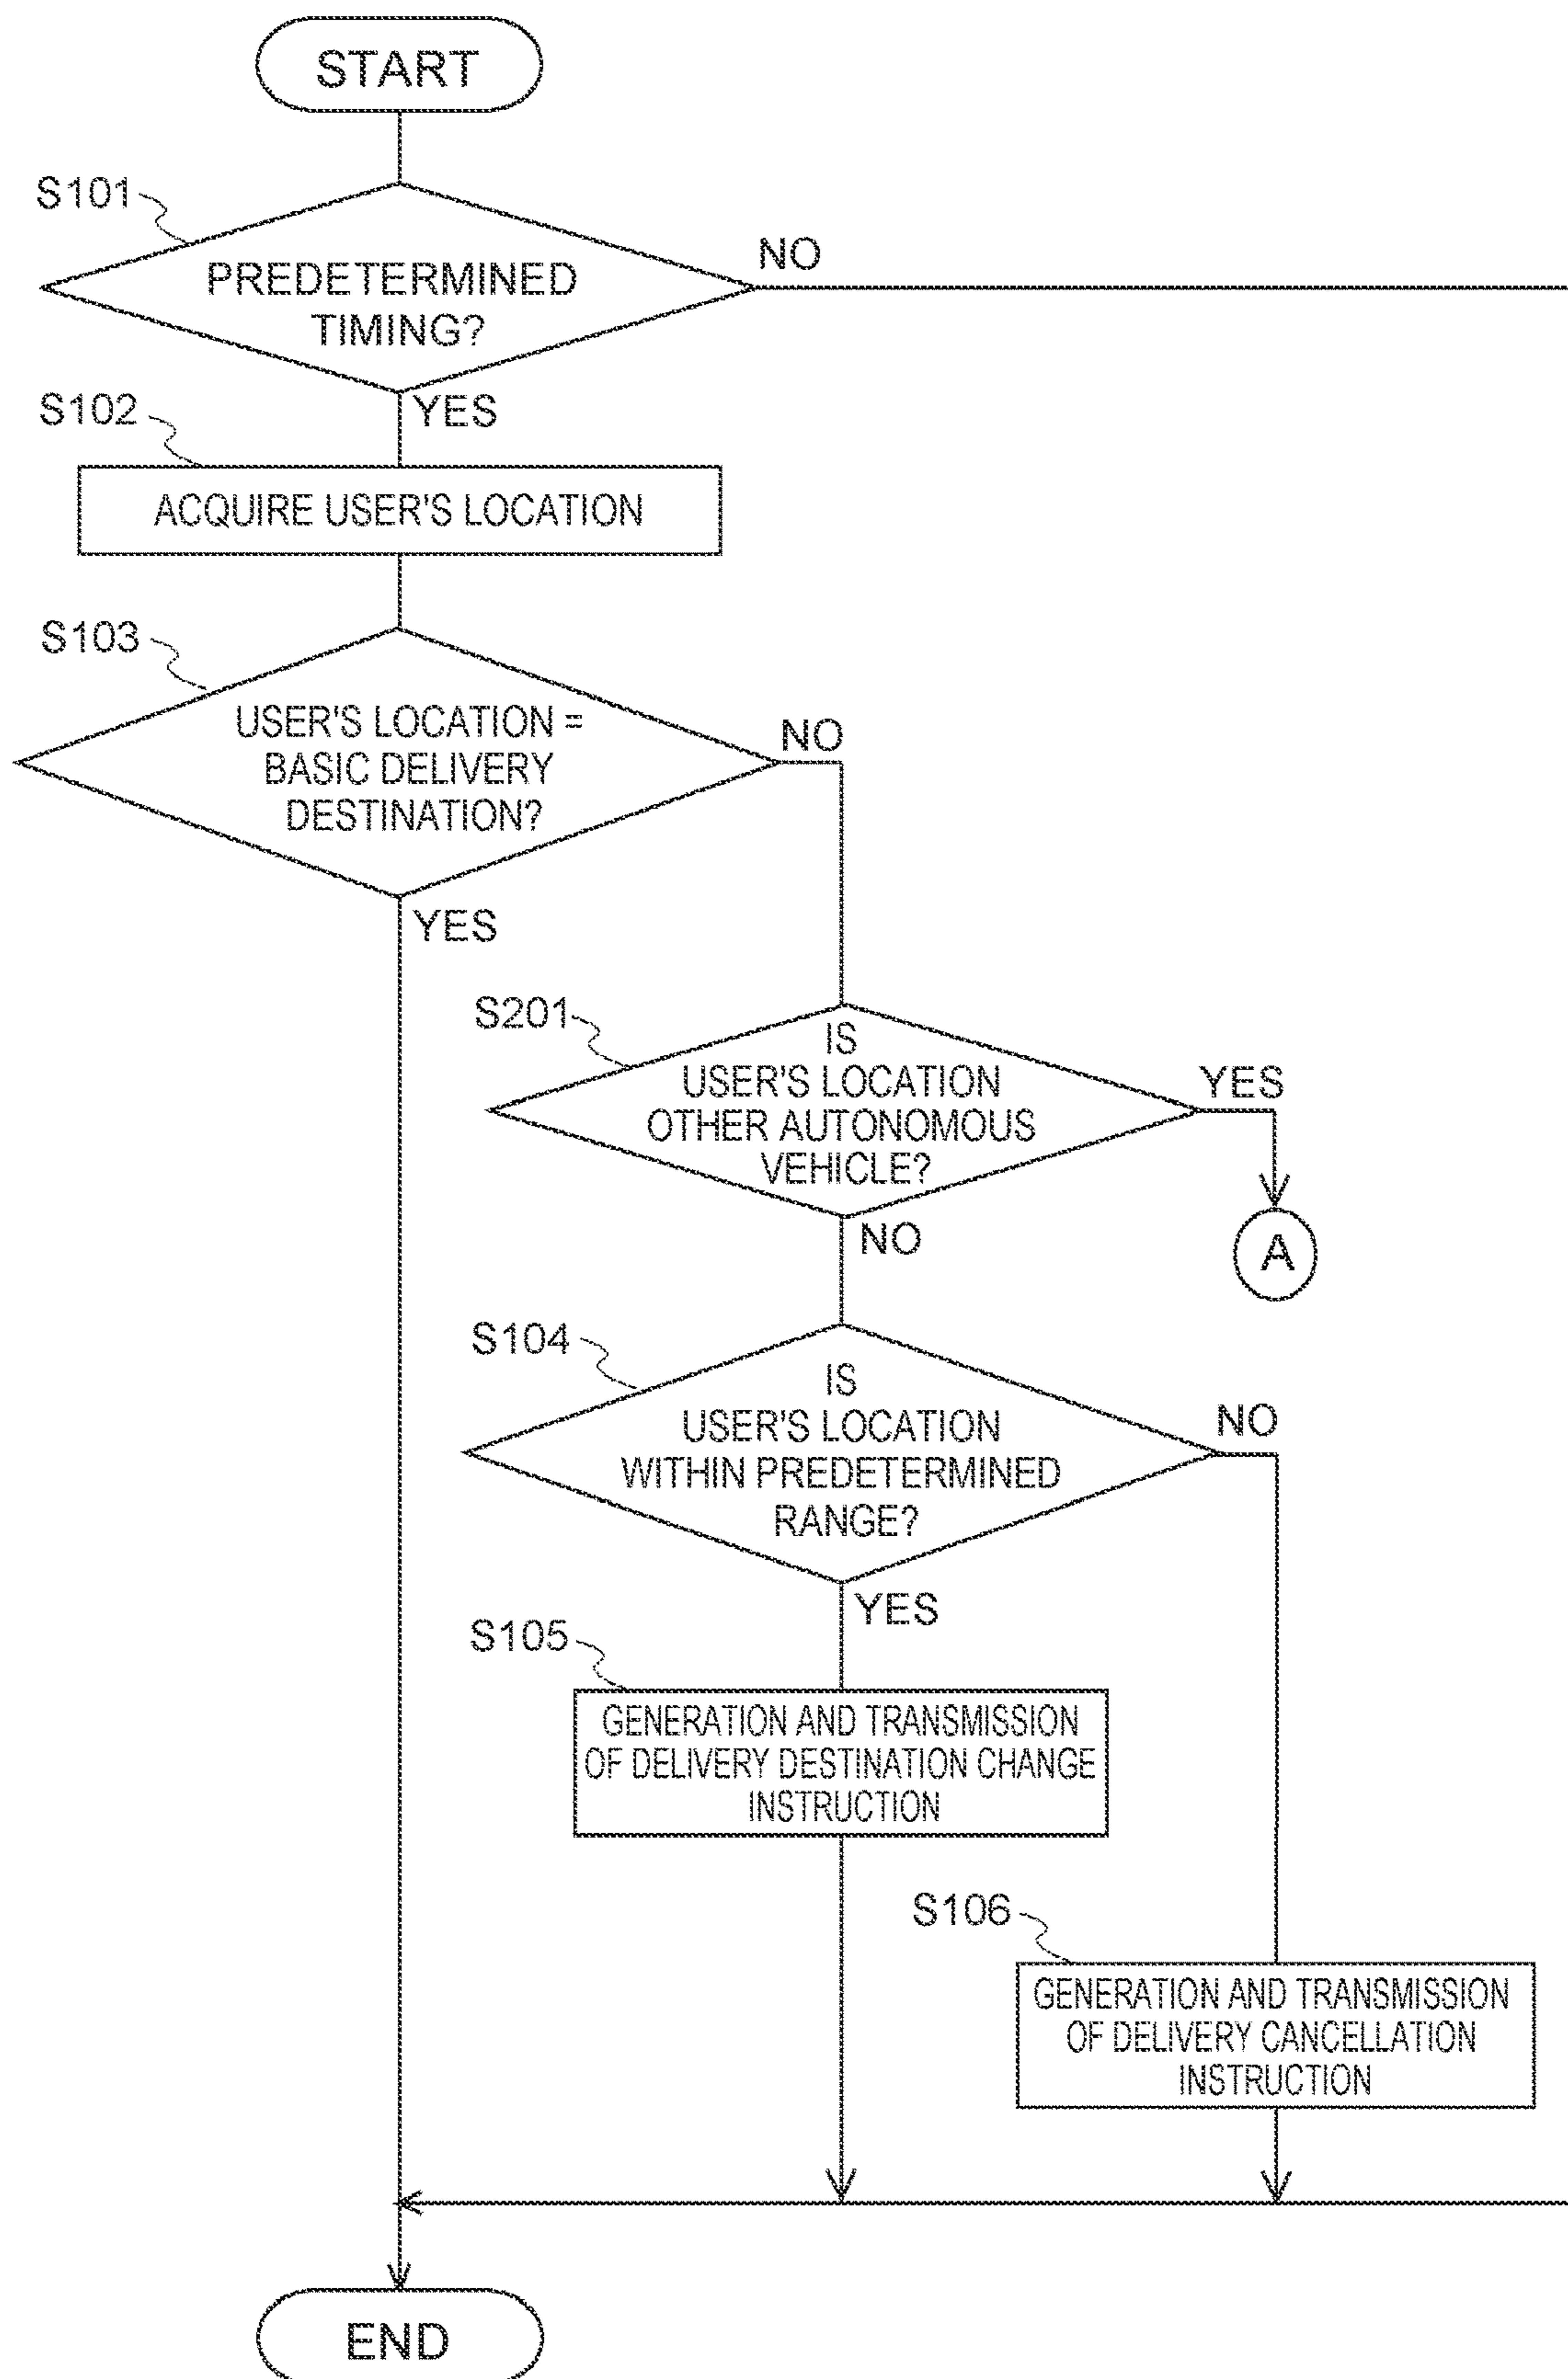 START
S101
PREDETERMINED
TIMING?
NO
YES
S102
ACQUIRE USER'S LOCATION
S103
USER'S LOCATION =
BASIC DELIVERY
DESTINATION?
NO
YES
S201
IS
USER'S LOCATION
OTHER AUTONOMOUS
VEHICLE?
YES
A
NO
S104
IS
USER'S LOCATION
WITHIN PREDETERMINED
RANGE?
NO
YES
S105
GENERATION AND TRANSMISSION
OF DELIVERY DESTINATION CHANGE
INSTRUCTION
S106
GENERATION AND TRANSMISSION
OF DELIVERY CANCELLATION
INSTRUCTION
END